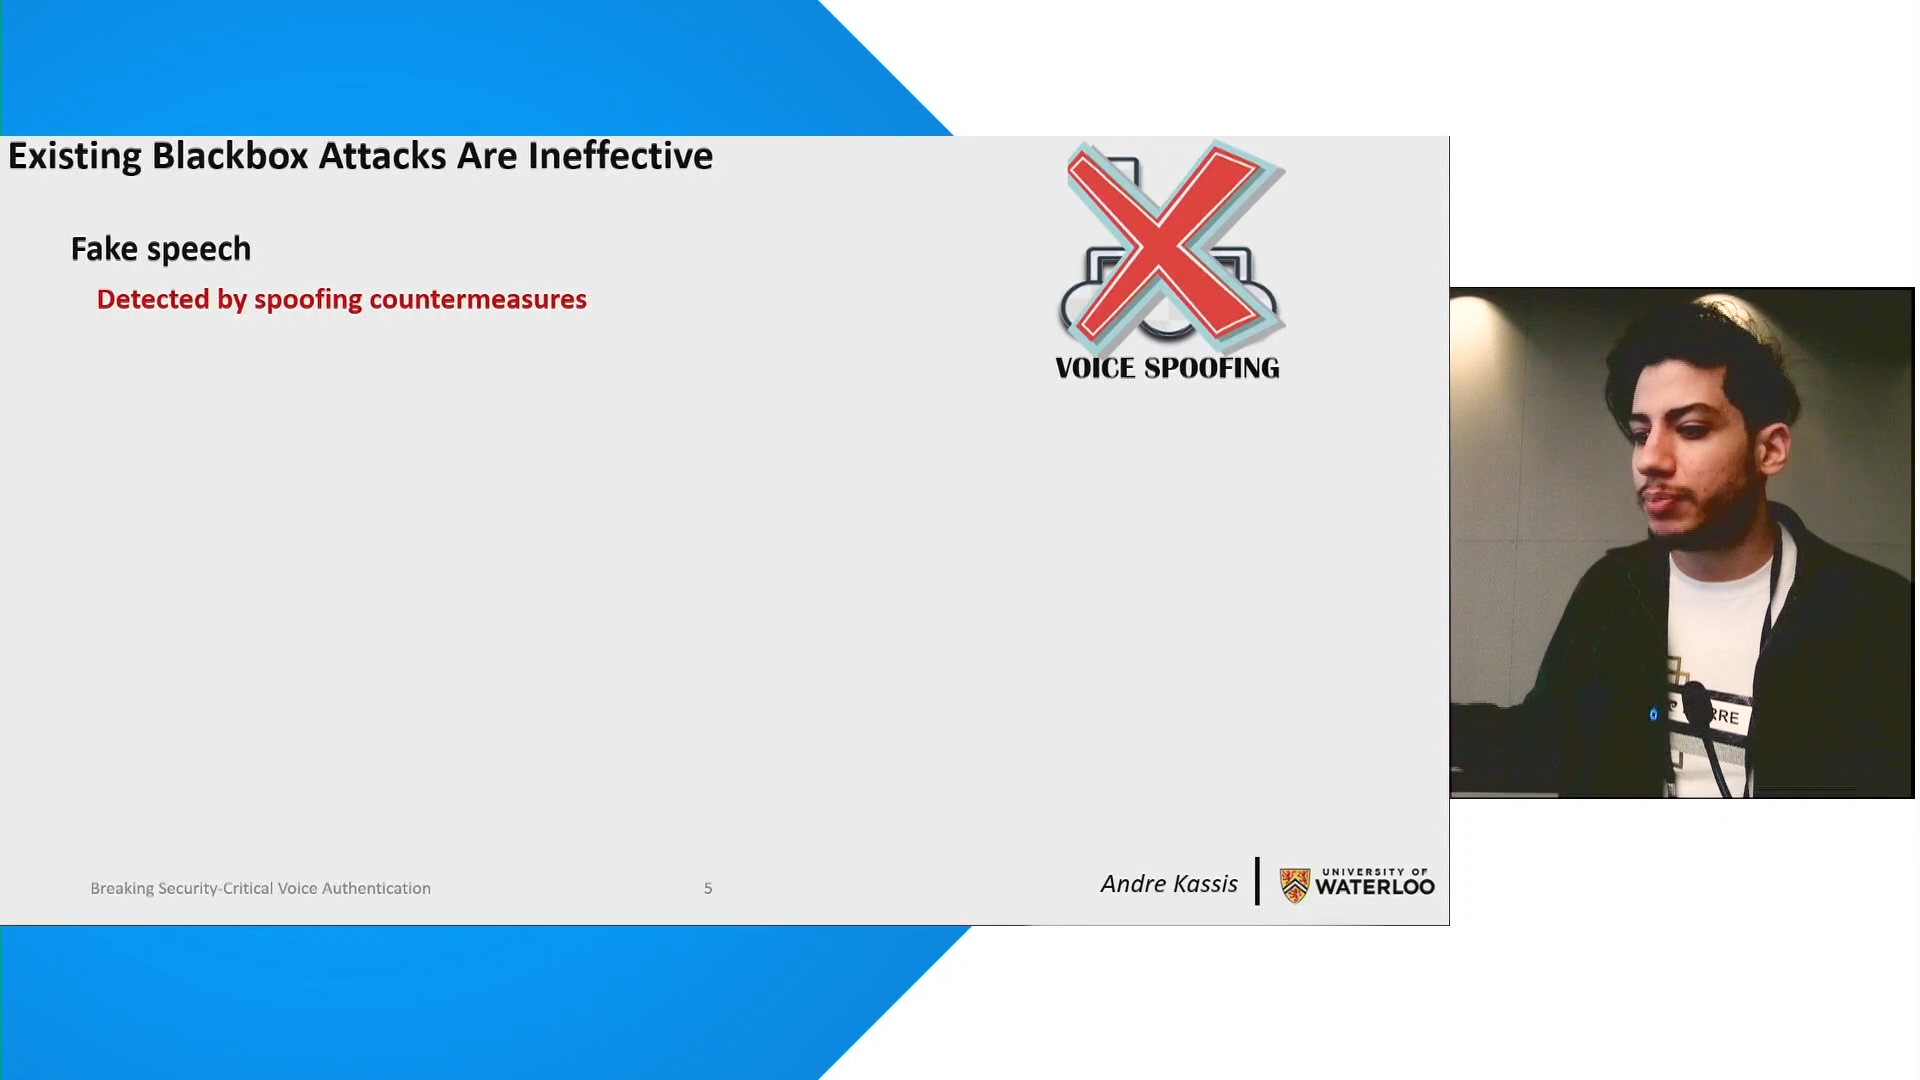 Existing Blackbox Attacks Are Ineffective
Fake speech
Detected by spoofing countermeasures
VOICE SPOOFING
Breaking Security-Critical Voice Authentication
5
Andre Kassis
UNIVERSITY OF
WATERLOO